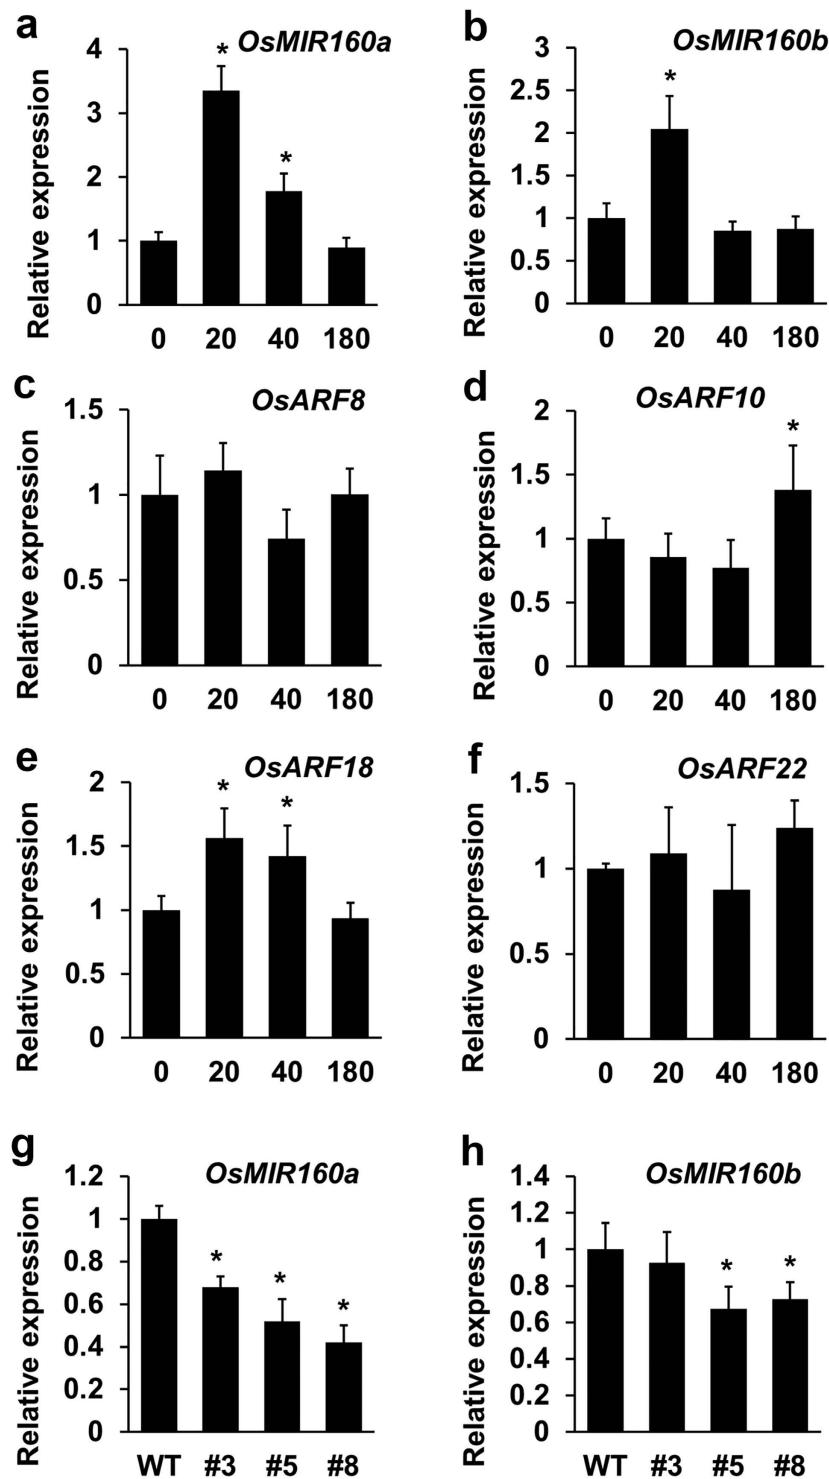 a
OsMIR160a
Relative expression
4
3
2
1
0
*
*
0 20 40 180
b
OsMIR160b
Relative expression
3
2.5
2
1.5
1
0.5
0
*
0 20 40 180
c
OsARF8
Relative expression
1.5
1
0.5
0
0 20 40 180
d
OsARF10
Relative expression
2
1.5
1
0.5
0
*
0 20 40 180
e
OsARF18
Relative expression
2
1.5
1
0.5
0
*
*
0 20 40 180
f
OsARF22
Relative expression
1.5
1
0.5
0
0 20 40 180
g
OsMIR160a
Relative expression
1.2
1
0.8
0.6
0.4
0.2
0
*
*
*
WT #3 #5 #8
h
OsMIR160b
Relative expression
1.4
1.2
1
0.8
0.6
0.4
0.2
0
*
*
WT #3 #5 #8